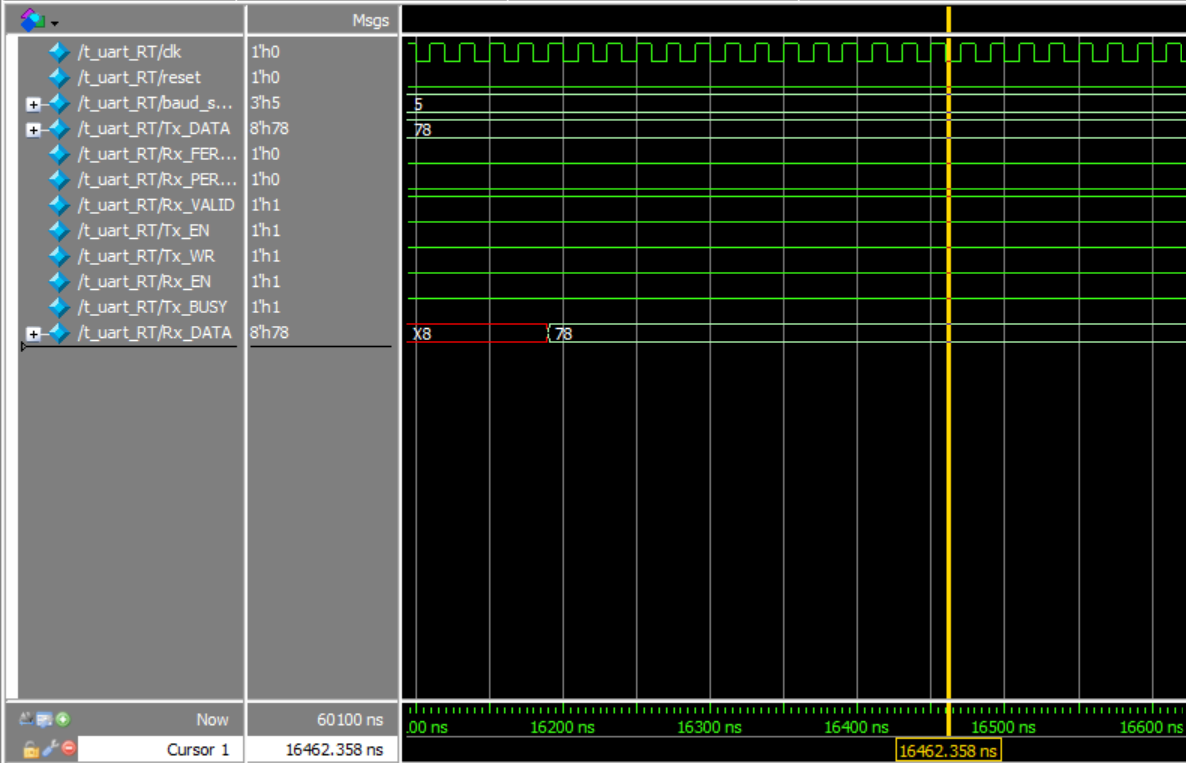 Msgs
/t_uart_RT/clk 1'h0
/t_uart_RT/reset 1'h0
/t_uart_RT/baud_s... 3'h5 5
/t_uart_RT/Tx_DATA 8'h78 78
/t_uart_RT/Rx_FER... 1'h0
/t_uart_RT/Rx_PER... 1'h0
/t_uart_RT/Rx_VALID 1'h1
/t_uart_RT/Tx_EN 1'h1
/t_uart_RT/Tx_WR 1'h1
/t_uart_RT/Rx_EN 1'h1
/t_uart_RT/Tx_BUSY 1'h1
/t_uart_RT/Rx_DATA 8'h78 X8 78
Now 60100 ns .00 ns 16200 ns 16300 ns 16400 ns 16500 ns 16600 ns
Cursor 1 16462.358 ns 16462.358 ns